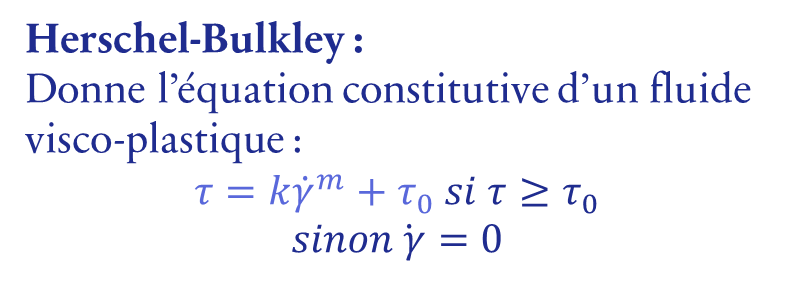 Herschel-Bulkley :
Donne l’équation constitutive d’un fluide
visco-plastique :
τ = kγ̇ᵐ + τ₀ si τ ≥ τ₀
sinon γ̇ = 0